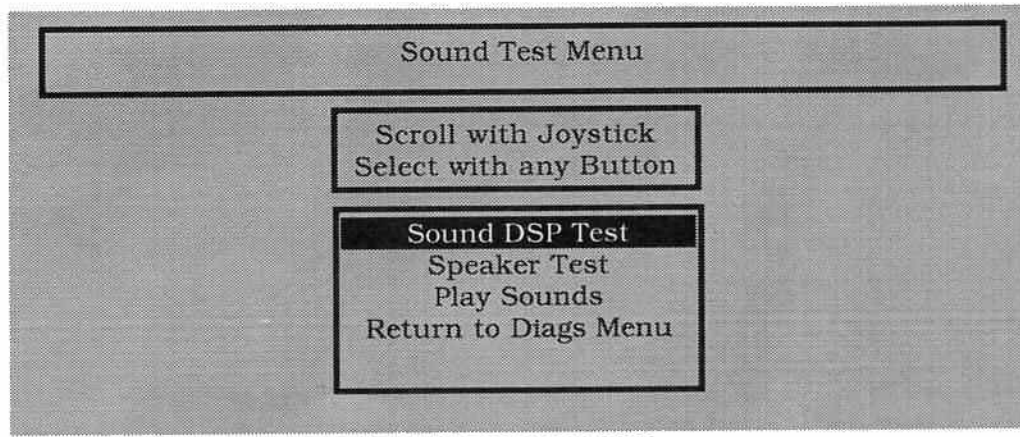 Sound Test Menu
Scroll with Joystick
Select with any Button
Sound DSP Test
Speaker Test
Play Sounds
Return to Diags Menu